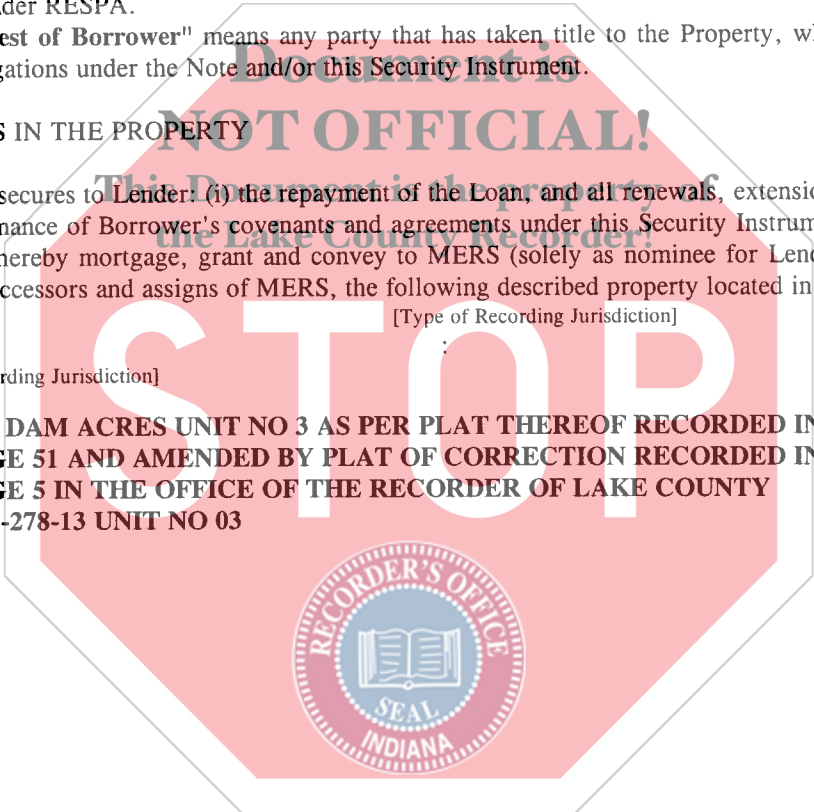 der RESPA.
est of Borrower" means any party that has taken title to the Property, wh
gations under the Note and/or this Security Instrument.
Document is
NOT OFFICIAL!
This Document is the property of
the Lake County Recorder!
S IN THE PROPERTY
secures to Lender: (i) the repayment of the Loan, and all renewals, extensio
nance of Borrower's covenants and agreements under this Security Instrum
hereby mortgage, grant and convey to MERS (solely as nominee for Lend
ccessors and assigns of MERS, the following described property located in
[Type of Recording Jurisdiction]
:
rding Jurisdiction]
STOP
DAM ACRES UNIT NO 3 AS PER PLAT THEREOF RECORDED IN
GE 51 AND AMENDED BY PLAT OF CORRECTION RECORDED IN
GE 5 IN THE OFFICE OF THE RECORDER OF LAKE COUNTY
-278-13 UNIT NO 03
RECORDER'S OFFICE
SEAL
INDIANA